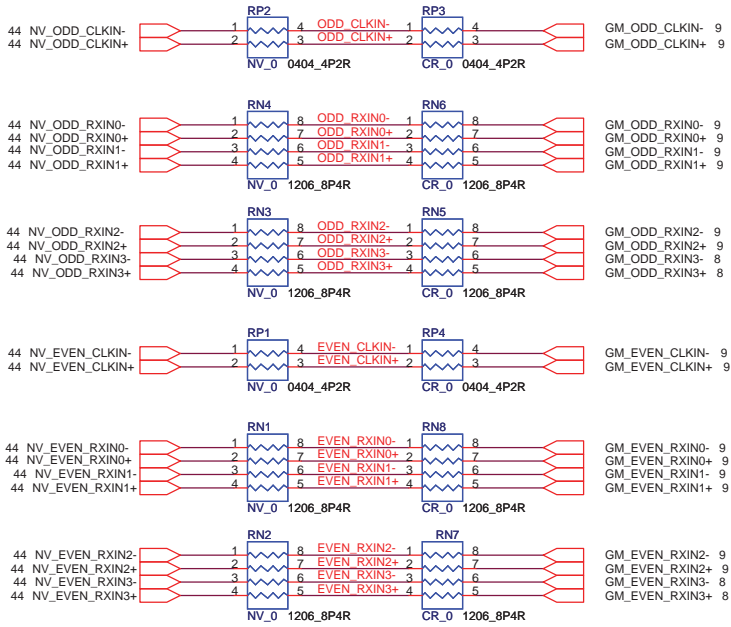 RP2 RP3
44 NV_ODD_CLKIN- 1 4 ODD_CLKIN- 1 4 GM_ODD_CLKIN- 9
44 NV_ODD_CLKIN+ 2 3 ODD_CLKIN+ 2 3 GM_ODD_CLKIN+ 9
NV_0 0404_4P2R CR_0 0404_4P2R
RN4 RN6
44 NV_ODD_RXIN0- 1 8 ODD_RXIN0- 1 8 GM_ODD_RXIN0- 9
44 NV_ODD_RXIN0+ 2 7 ODD_RXIN0+ 2 7 GM_ODD_RXIN0+ 9
44 NV_ODD_RXIN1- 3 6 ODD_RXIN1- 3 6 GM_ODD_RXIN1- 9
44 NV_ODD_RXIN1+ 4 5 ODD_RXIN1+ 4 5 GM_ODD_RXIN1+ 9
NV_0 1206_8P4R CR_0 1206_8P4R
RN3 RN5
44 NV_ODD_RXIN2- 1 8 ODD_RXIN2- 1 8 GM_ODD_RXIN2- 9
44 NV_ODD_RXIN2+ 2 7 ODD_RXIN2+ 2 7 GM_ODD_RXIN2+ 9
44 NV_ODD_RXIN3- 3 6 ODD_RXIN3- 3 6 GM_ODD_RXIN3- 8
44 NV_ODD_RXIN3+ 4 5 ODD_RXIN3+ 4 5 GM_ODD_RXIN3+ 8
NV_0 1206_8P4R CR_0 1206_8P4R
RP1 RP4
44 NV_EVEN_CLKIN- 1 4 EVEN_CLKIN- 1 4 GM_EVEN_CLKIN- 9
44 NV_EVEN_CLKIN+ 2 3 EVEN_CLKIN+ 2 3 GM_EVEN_CLKIN+ 9
NV_0 0404_4P2R CR_0 0404_4P2R
RN1 RN8
44 NV_EVEN_RXIN0- 1 8 EVEN_RXIN0- 1 8 GM_EVEN_RXIN0- 9
44 NV_EVEN_RXIN0+ 2 7 EVEN_RXIN0+ 2 7 GM_EVEN_RXIN0+ 9
44 NV_EVEN_RXIN1- 3 6 EVEN_RXIN1- 3 6 GM_EVEN_RXIN1- 9
44 NV_EVEN_RXIN1+ 4 5 EVEN_RXIN1+ 4 5 GM_EVEN_RXIN1+ 9
NV_0 1206_8P4R CR_0 1206_8P4R
RN2 RN7
44 NV_EVEN_RXIN2- 1 8 EVEN_RXIN2- 1 8 GM_EVEN_RXIN2- 9
44 NV_EVEN_RXIN2+ 2 7 EVEN_RXIN2+ 2 7 GM_EVEN_RXIN2+ 9
44 NV_EVEN_RXIN3- 3 6 EVEN_RXIN3- 3 6 GM_EVEN_RXIN3- 8
44 NV_EVEN_RXIN3+ 4 5 EVEN_RXIN3+ 4 5 GM_EVEN_RXIN3+ 8
NV_0 1206_8P4R CR_0 1206_8P4R